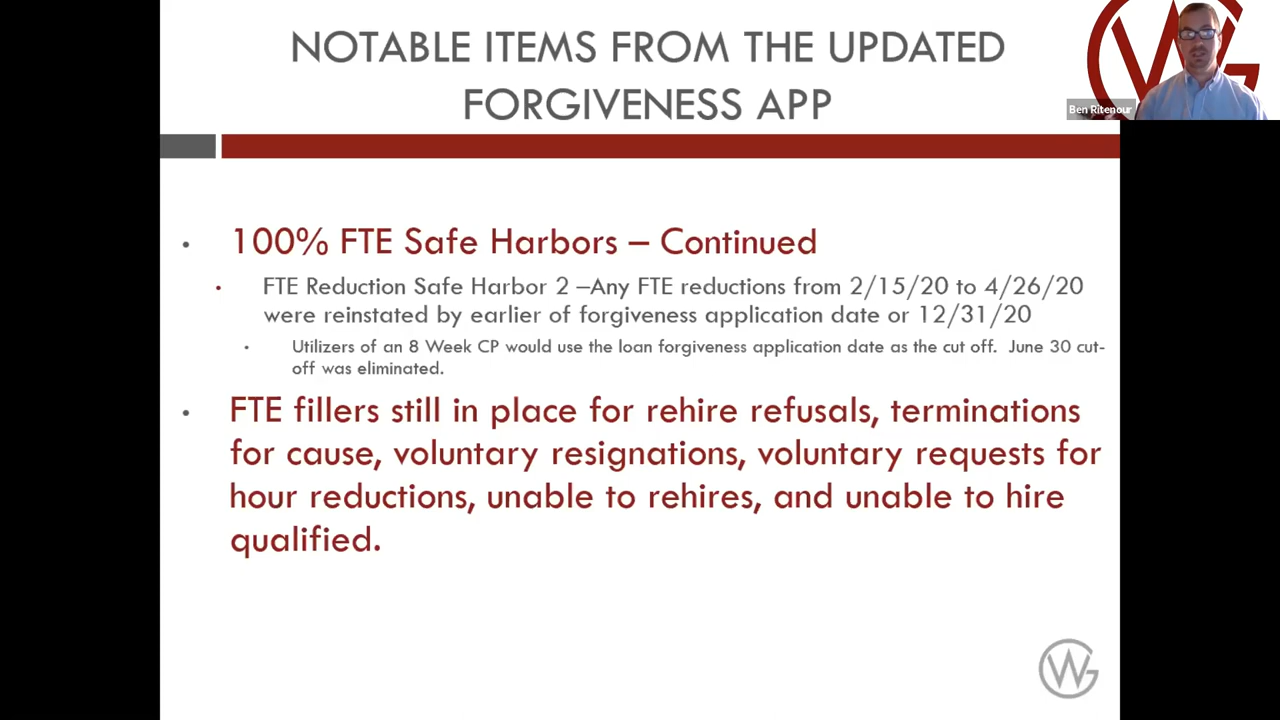 NOTABLE ITEMS FROM THE UPDATED
FORGIVENESS APP
Ben Ritenour
• 100% FTE Safe Harbors – Continued
• FTE Reduction Safe Harbor 2 –Any FTE reductions from 2/15/20 to 4/26/20
were reinstated by earlier of forgiveness application date or 12/31/20
• Utilizers of an 8 Week CP would use the loan forgiveness application date as the cut off. June 30 cut-
off was eliminated.
• FTE fillers still in place for rehire refusals, terminations
for cause, voluntary resignations, voluntary requests for
hour reductions, unable to rehires, and unable to hire
qualified.